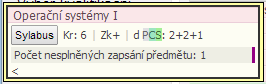 Operační systémy I
Sylabus Kr: 6 | Zk+ | d PCS: 2+2+1
Počet nesplněných zapsání předmětu: 1
<